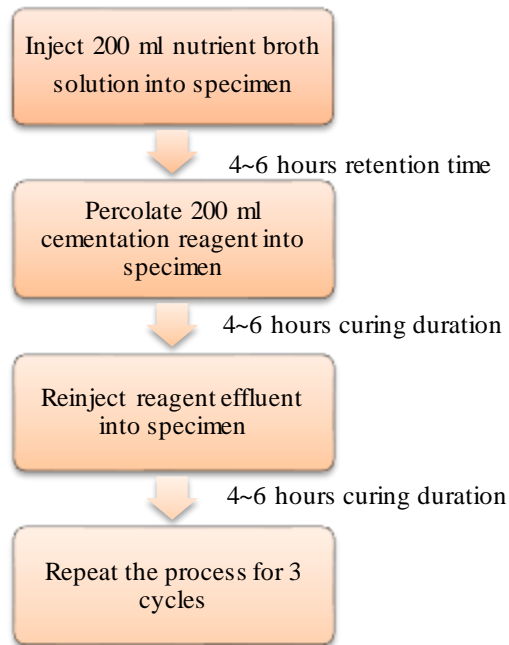 Inject 200 ml nutrient broth
solution into specimen
4~6 hours retention time
Percolate 200 ml
cementation reagent into
specimen
4~6 hours curing duration
Reinject reagent effluent
into specimen
4~6 hours curing duration
Repeat the process for 3
cycles